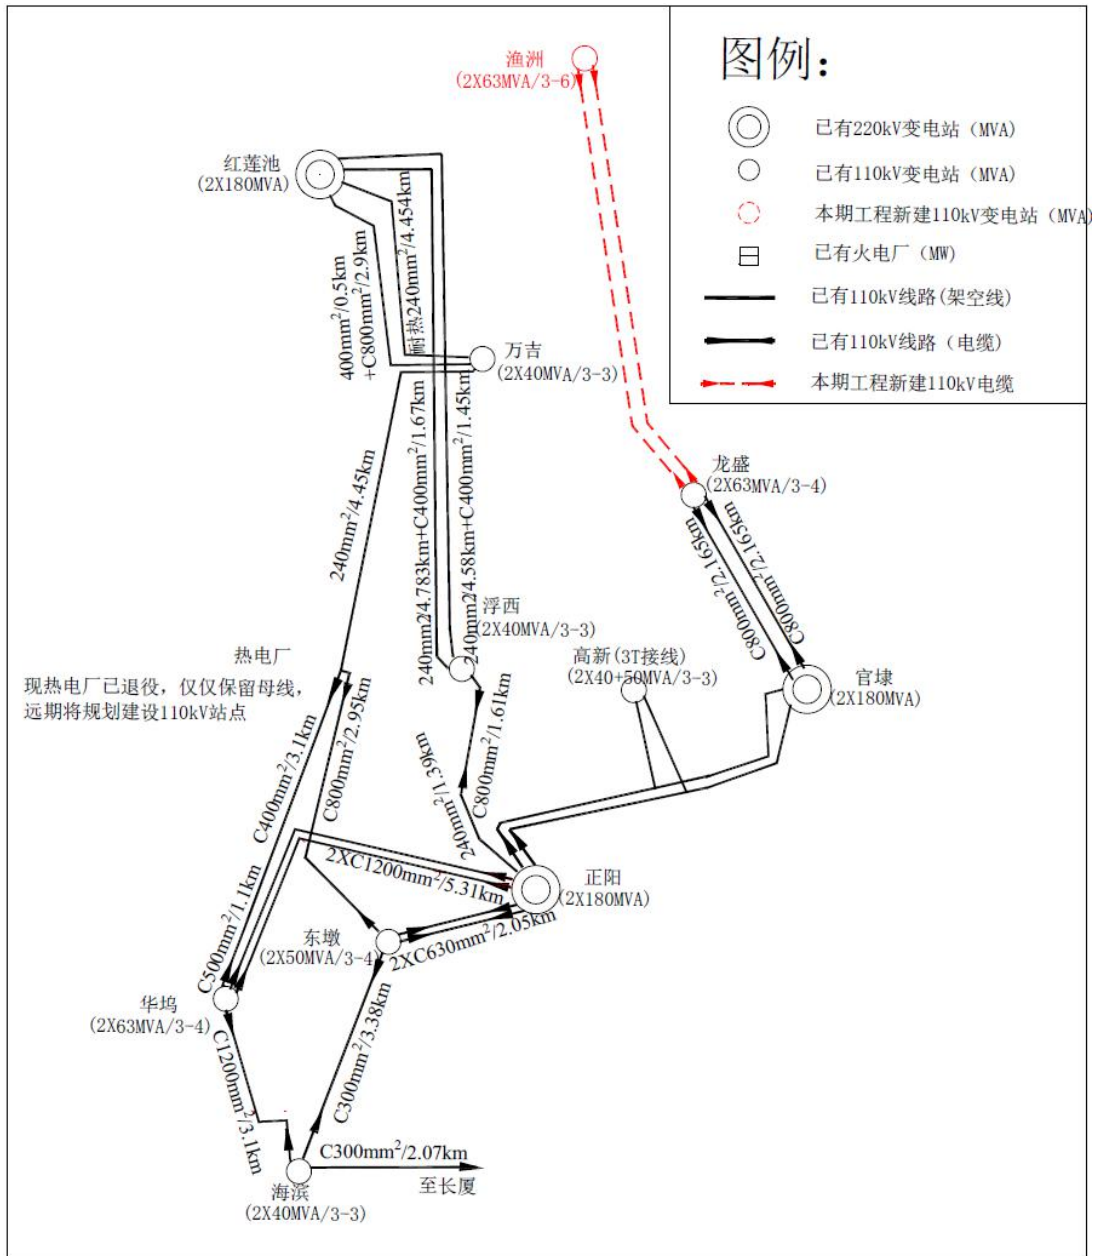 图例：
已有220kV变电站（MVA）
已有110kV变电站（MVA）
本期工程新建110kV变电站（MVA）
已有火电厂（MW）
已有110kV线路(架空线)
已有110kV线路（电缆）
本期工程新建110kV电缆
渔洲
(2X63MVA/3-6)
红莲池
(2X180MVA)
400mm²/0.5km
+C800mm²/2.9km
耐热240mm²/4.454km
万吉
(2X40MVA/3-3)
240mm²/4.45km
240mm2/4.783km+C400mm²/1.67km
240mm2/4.58km+C400mm²/1.45km
龙盛
(2X63MVA/3-4)
C800mm²/2.165km
C800mm²/2.165km
浮西
(2X40MVA/3-3)
高新(3T接线)
(2X40+50MVA/3-3)
官埭
(2X180MVA)
热电厂
现热电厂已退役，仅仅保留母线，
远期将规划建设110kV站点
C400mm²/3.1km
C800mm²/2.95km
240mm²/1.39km
C800mm²/1.61km
2XC1200mm²/5.31km
正阳
(2X180MVA)
C500mm²/1.1km
东墩
(2X50MVA/3-4)
2XC630mm²/2.05km
华坞
(2X63MVA/3-4)
C1200mm²/3.1km
C300mm²/3.38km
C300mm²/2.07km
至长厦
海滨
(2X40MVA/3-3)